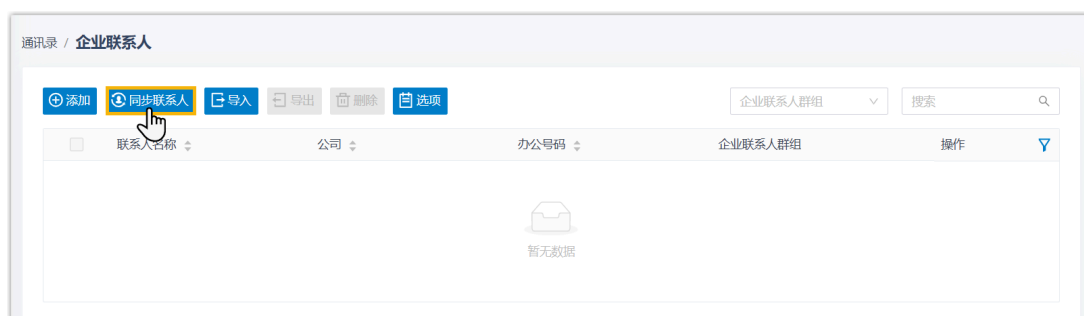 通讯录 / 企业联系人
添加 同步联系人 导入 导出 删除 选项 企业联系人群组 搜索
联系人名称 公司 办公号码 企业联系人群组 操作
暂无数据